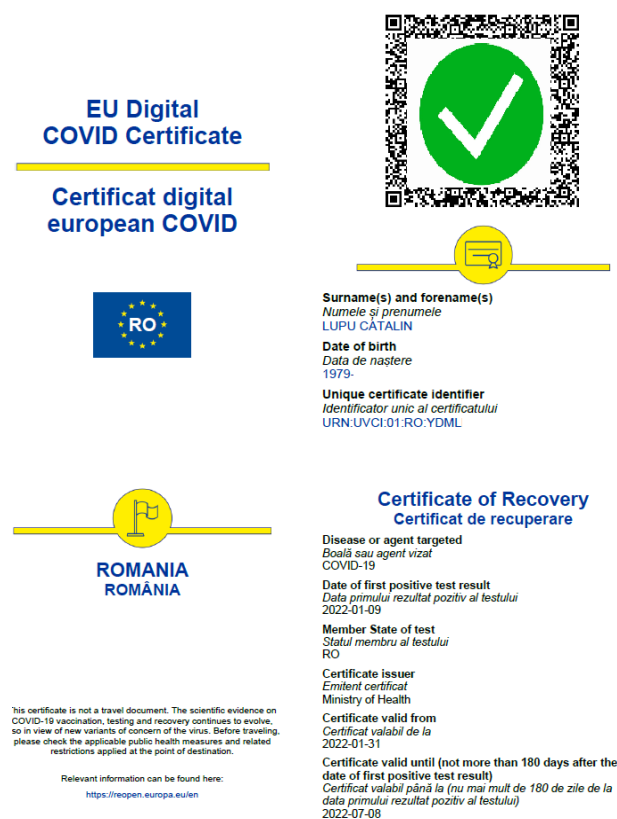 EU Digital
COVID Certificate
Certificat digital
european COVID
RO
Surname(s) and forename(s)
Numele și prenumele
LUPU CĂTALIN
Date of birth
Data de naștere
1979-
Unique certificate identifier
Identificator unic al certificatului
URN:UVCI:01:RO:YDML
ROMANIA
ROMÂNIA
his certificate is not a travel document. The scientific evidence on
COVID-19 vaccination, testing and recovery continues to evolve,
so in view of new variants of concern of the virus. Before traveling,
please check the applicable public health measures and related
restrictions applied at the point of destination.
Relevant information can be found here:
https://reopen.europa.eu/en
Certificate of Recovery
Certificat de recuperare
Disease or agent targeted
Boală sau agent vizat
COVID-19
Date of first positive test result
Data primului rezultat pozitiv al testului
2022-01-09
Member State of test
Statul membru al testului
RO
Certificate issuer
Emitent certificat
Ministry of Health
Certificate valid from
Certificat valabil de la
2022-01-31
Certificate valid until (not more than 180 days after the
date of first positive test result)
Certificat valabil până la (nu mai mult de 180 de zile de la
data primului rezultat pozitiv al testului)
2022-07-08